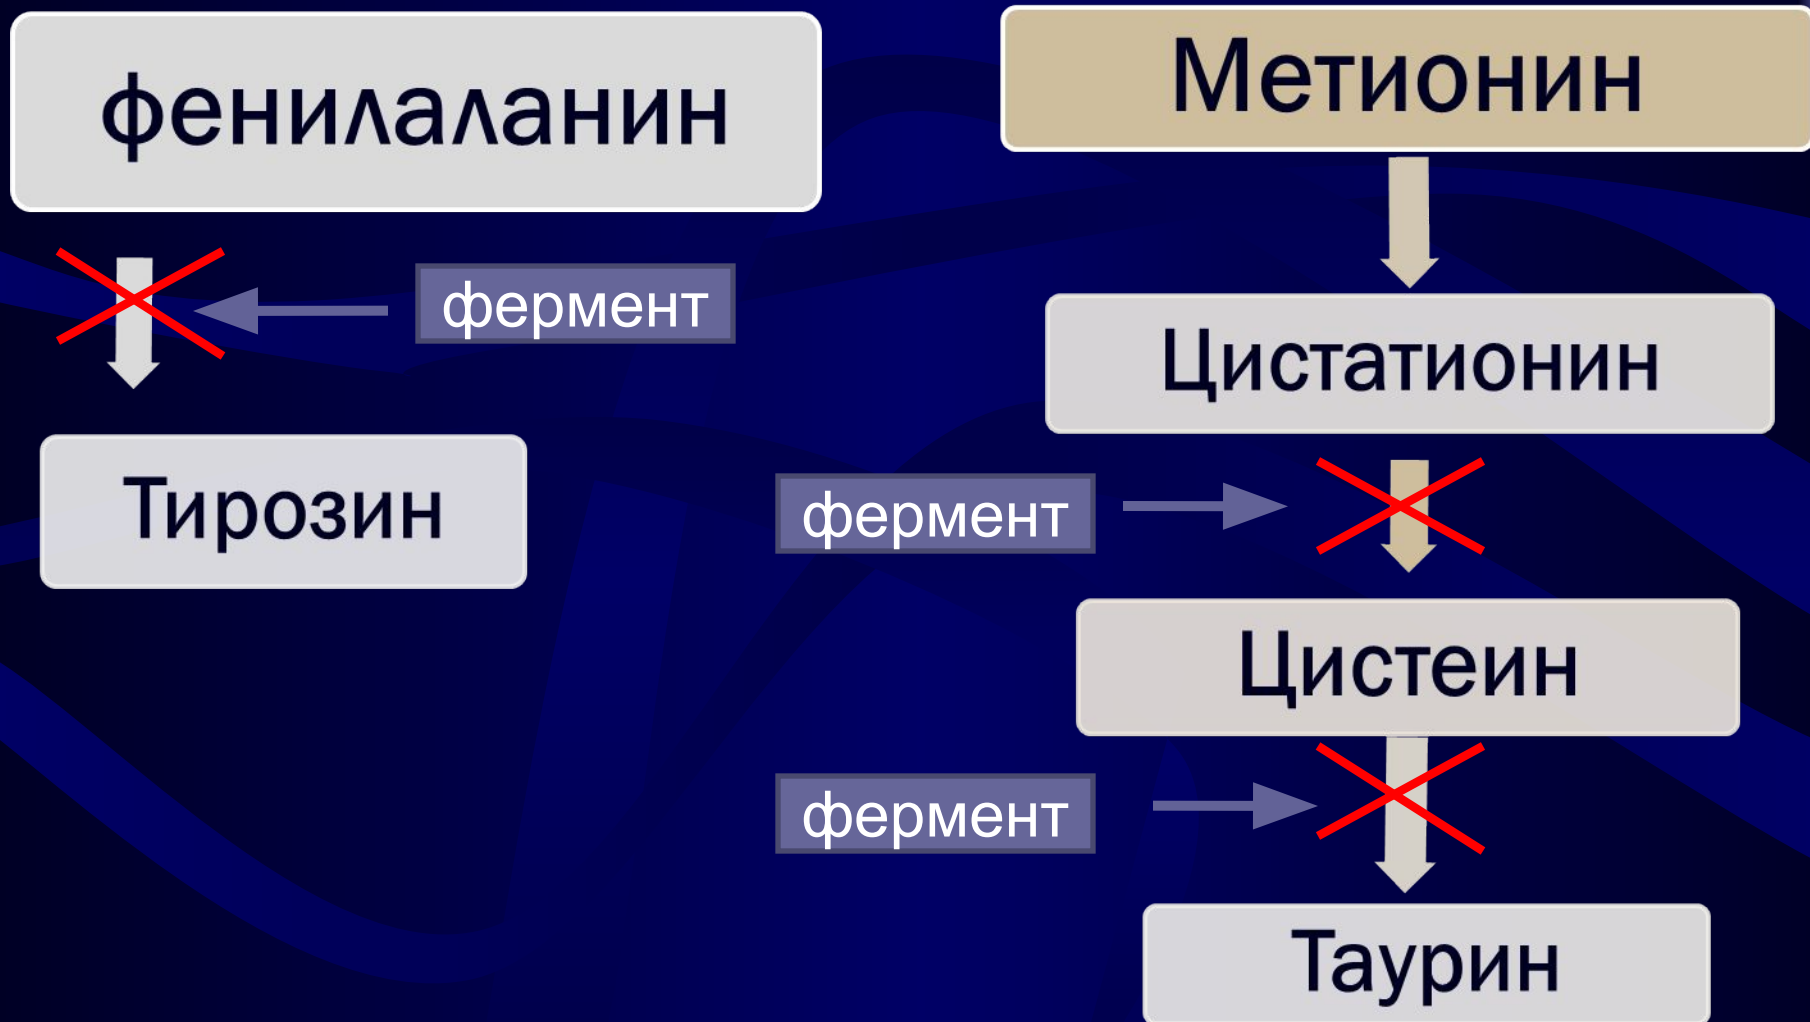 фенилаланин
фермент
Тирозин
Метионин
Цистатионин
фермент
Цистеин
фермент
Таурин